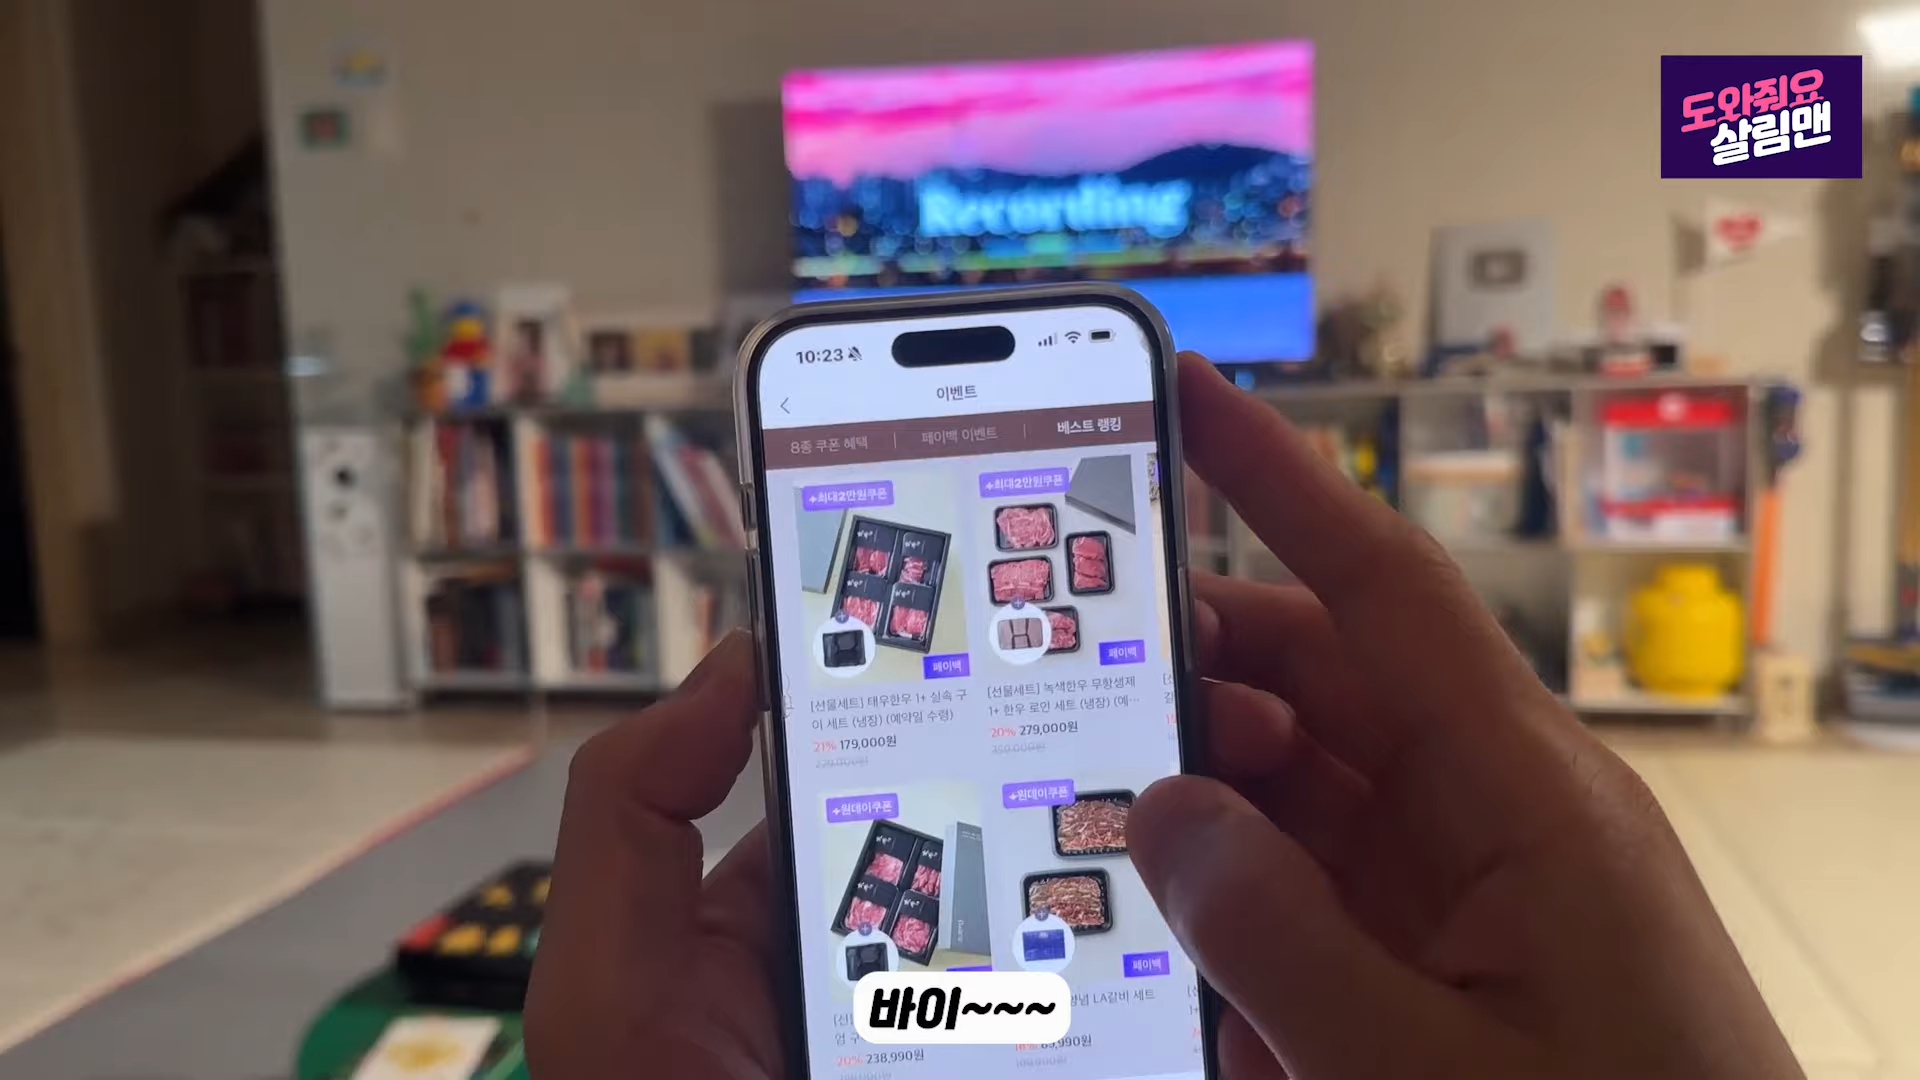 도와줘요
살림맨
Recording
10:23
이벤트
8종 쿠폰 혜택
페이백 이벤트
베스트 랭킹
+최대2만원쿠폰
+최대2만원쿠폰
페이백
페이백
[선물세트] 태우한우 1+ 실속 구
이 세트 (냉장) (예약일 수령)
21% 179,000원
[선물세트] 녹색한우 무항생제
1+ 한우 로인 세트 (냉장) (예…
20% 279,000원
+원데이쿠폰
+원데이쿠폰
페이백
LA갈비 세트
20% 238,990원
바이~~~